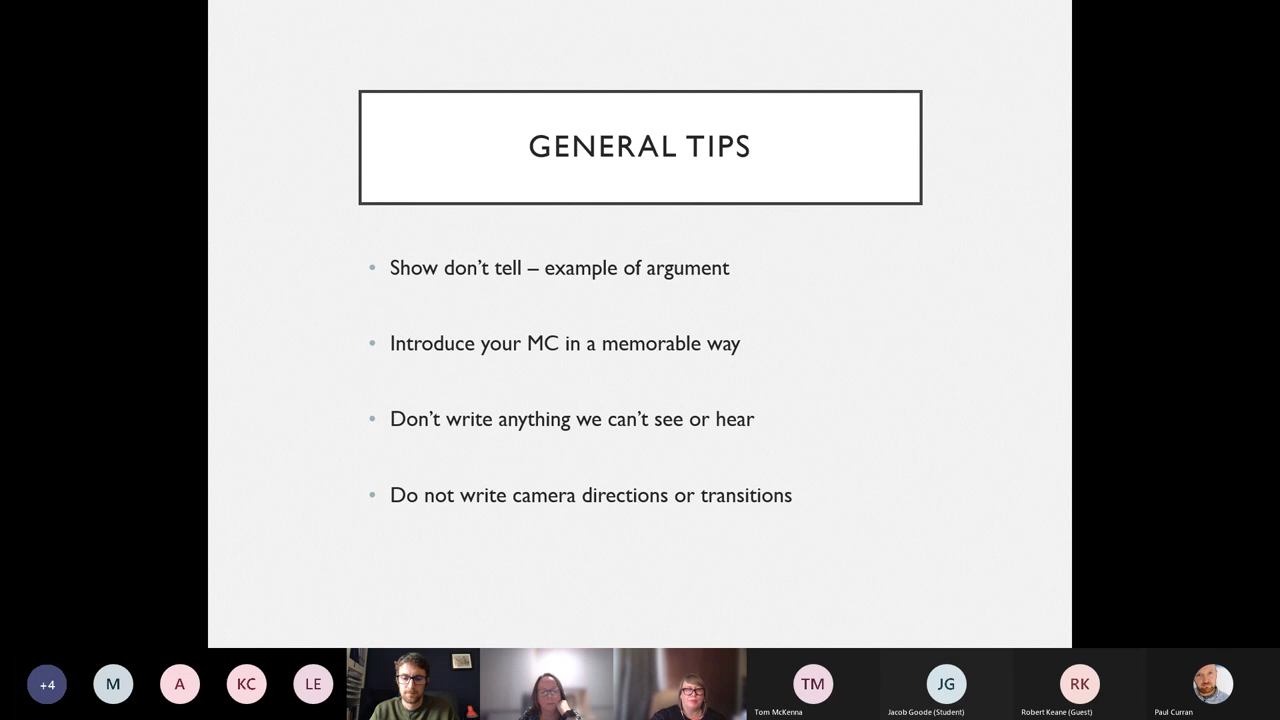 GENERAL TIPS
• Show don’t tell – example of argument
• Introduce your MC in a memorable way
• Don’t write anything we can’t see or hear
• Do not write camera directions or transitions
+4
M
A
KC
LE
TM
JG
RK
Tom McKenna
Jacob Goode (Student)
Robert Keane (Guest)
Paul Curran